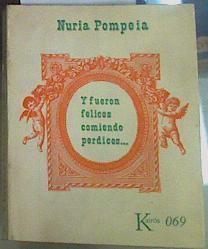 Nuria Pompeia
Y fueron
felices
comiendo
perdices...
Kairós 069